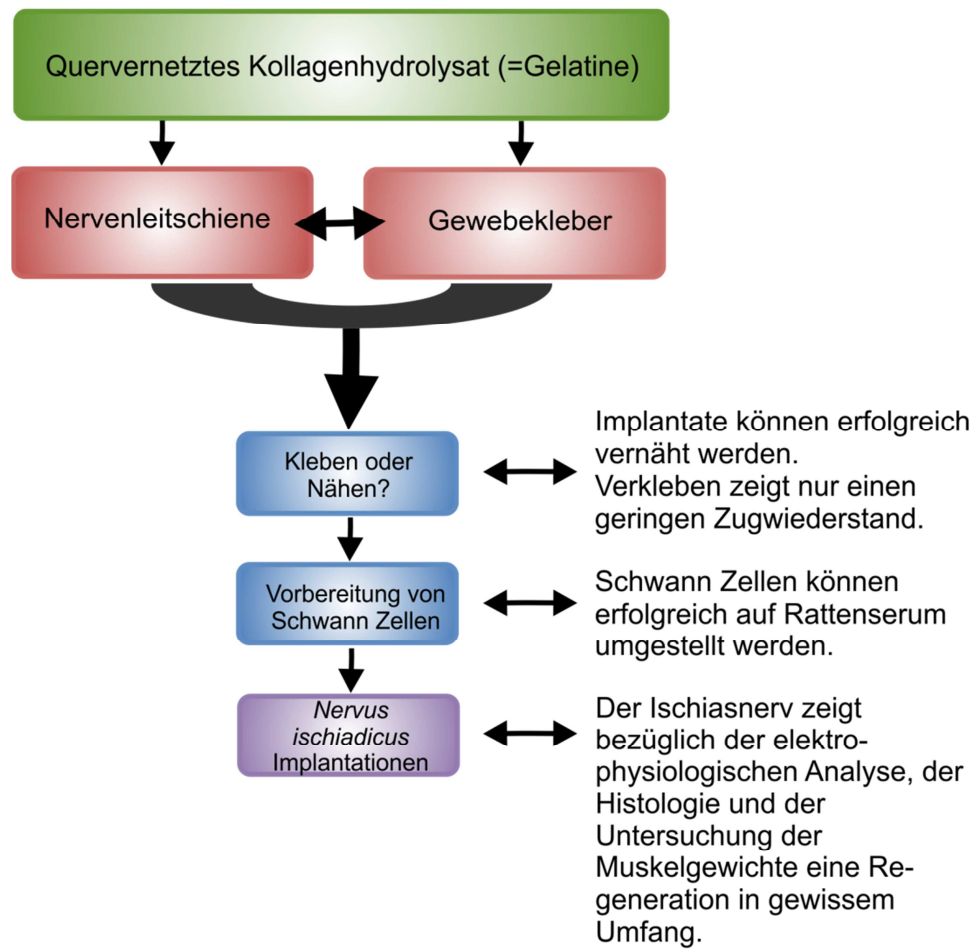 Quervernetztes Kollagenhydrolysat (=Gelatine)
Nervenleitschiene
Gewebekleber
Kleben oder
Nähen?
Implantate können erfolgreich
vernäht werden.
Verkleben zeigt nur einen
geringen Zugwiederstand.
Vorbereitung von
Schwann Zellen
Schwann Zellen können
erfolgreich auf Rattenserum
umgestellt werden.
Nervus
ischiadicus
Implantationen
Der Ischiasnerv zeigt
bezüglich der elektro-
physiologischen Analyse, der
Histologie und der
Untersuchung der
Muskelgewichte eine Re-
generation in gewissem
Umfang.